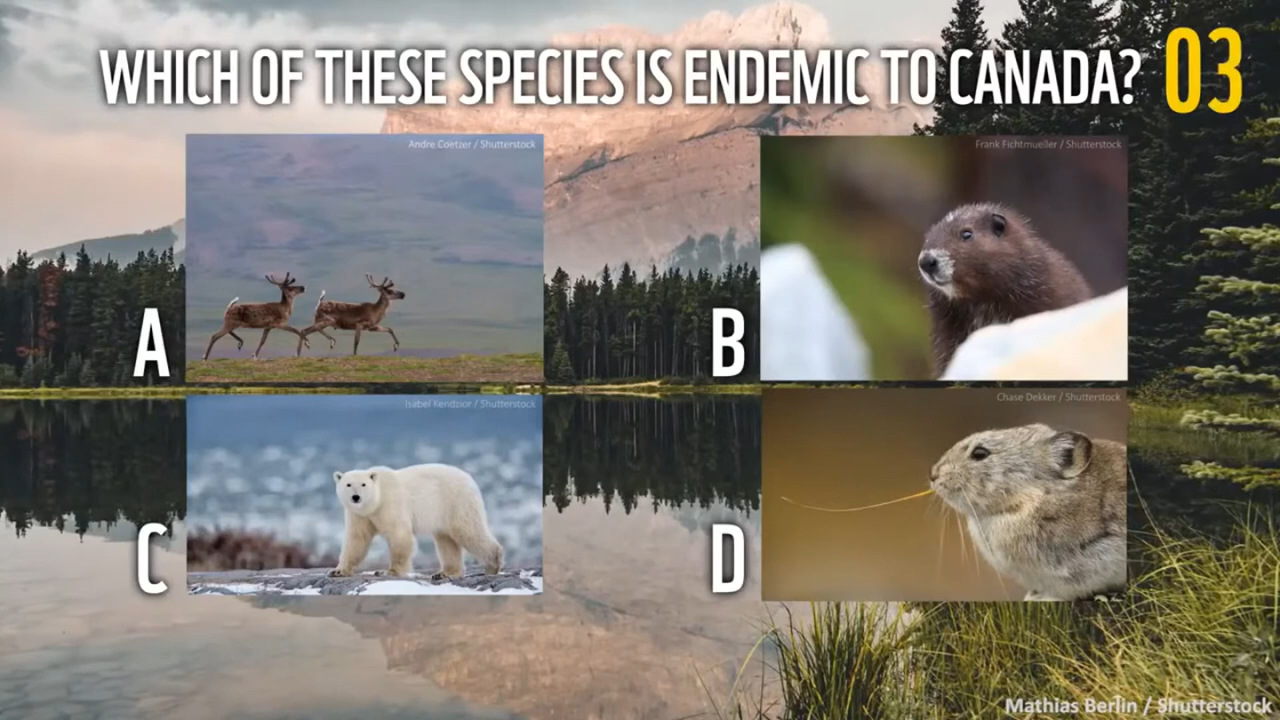 WHICH OF THESE SPECIES IS ENDEMIC TO CANADA? 03
Andre Coetzer / Shutterstock
Frank Fichtmueller / Shutterstock
A
B
Isabel Kendzior / Shutterstock
Chase Dekker / Shutterstock
C
D
Mathias Berlin / Shutterstock